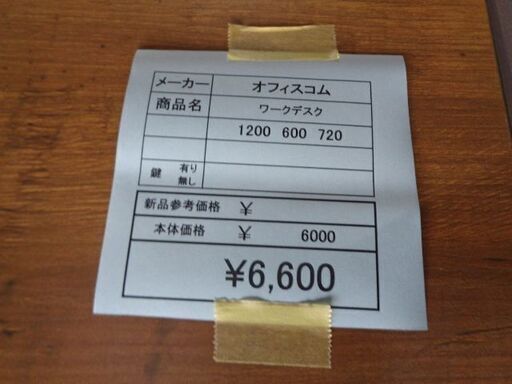 メーカー オフィスコム
商品名 ワークデスク
1200 600 720
鍵 有り 無し
新品参考価格 ¥
本体価格 ¥ 6000
¥6,600